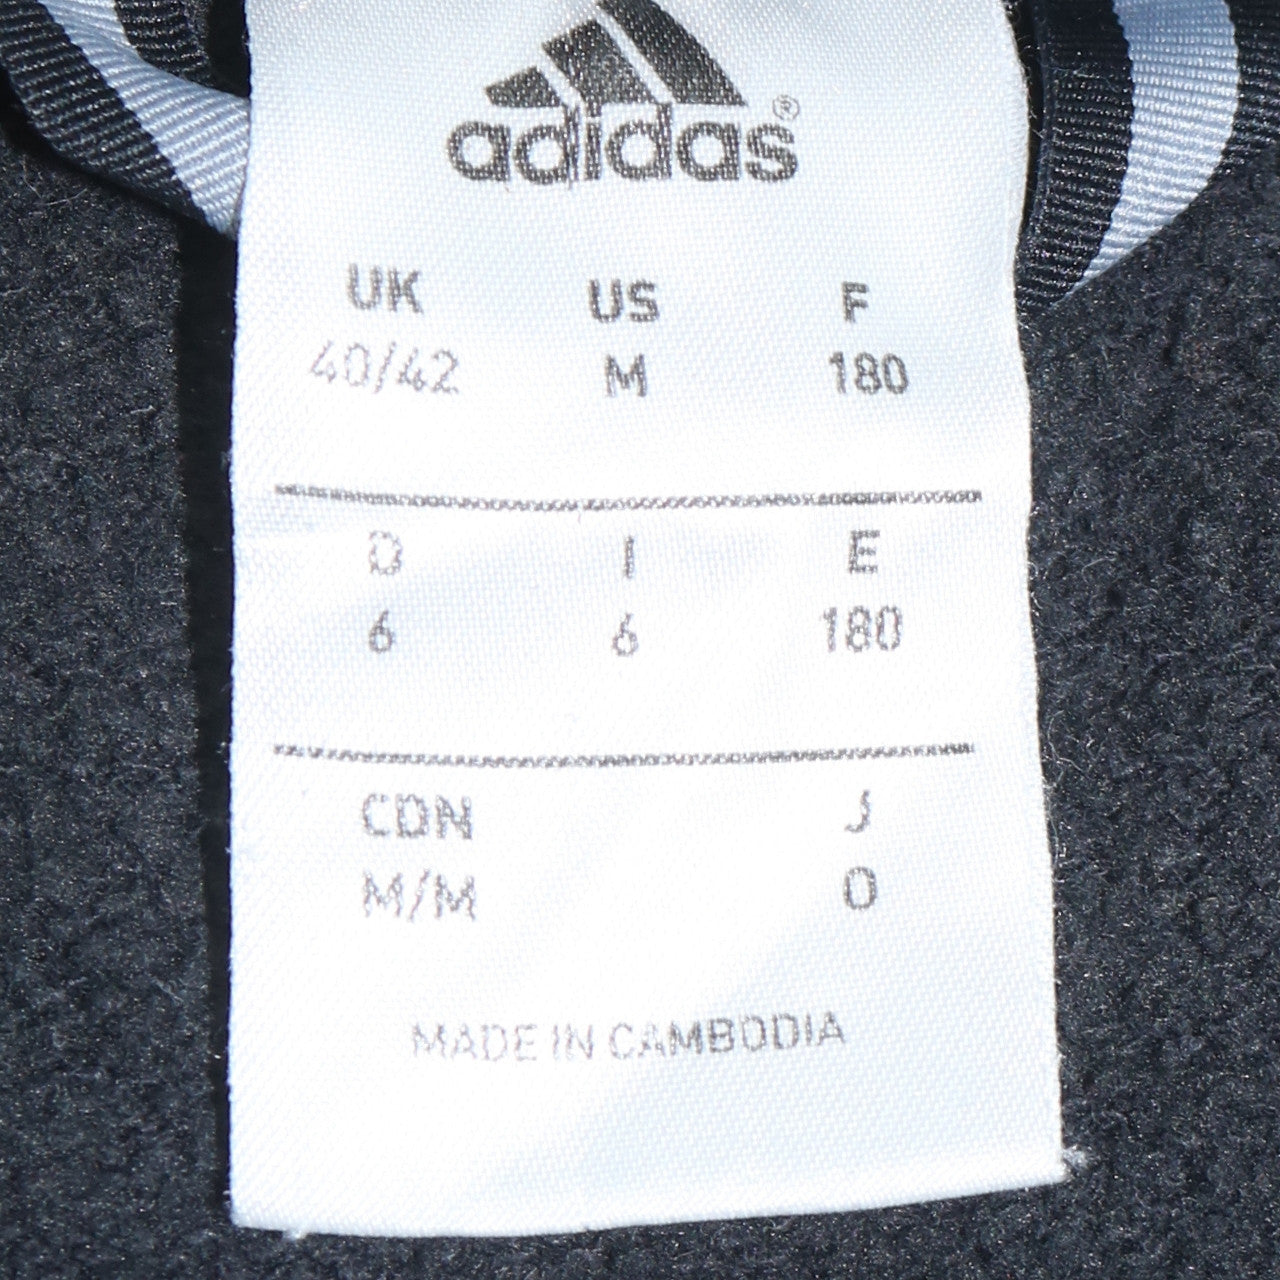 adidas®
UK US F
40/42 M 180
D I E
6 6 180
CDN J
M/M O
MADE IN CAMBODIA